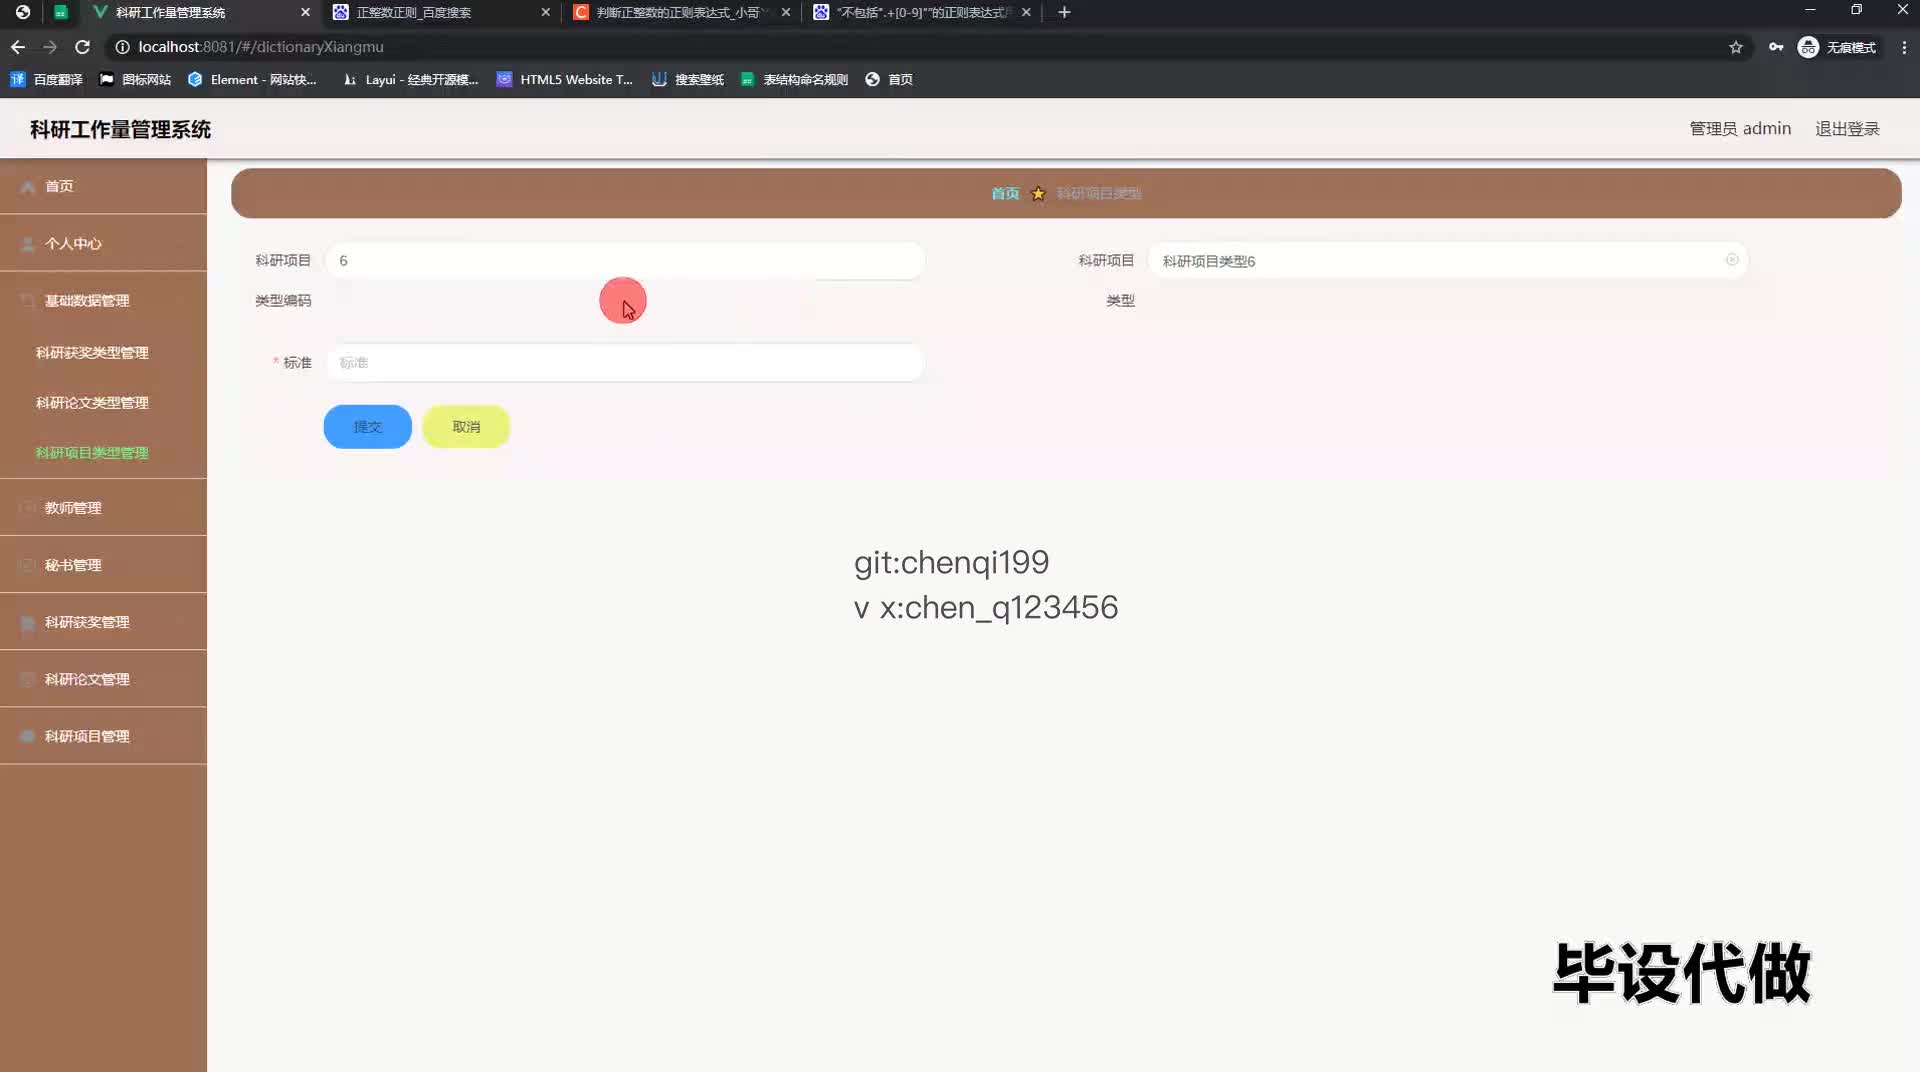 科研工作量管理系统
正整数正则_百度搜索
判断正整数的正则表达式_小哥
"不包括*.+[0-9]*"的正则表达式
localhost:8081/#/dictionaryXiangmu
无痕模式
百度翻译
图标网站
Element - 网站快...
Layui - 经典开源模...
HTML5 Website T...
搜索壁纸
表结构命名规则
首页
科研工作量管理系统
管理员 admin
退出登录
首页
个人中心
基础数据管理
科研获奖类型管理
科研论文类型管理
科研项目类型管理
教师管理
秘书管理
科研获奖管理
科研论文管理
科研项目管理
首页 科研项目类型
科研项目
类型编码
6
科研项目
类型
科研项目类型6
* 标准
标准
提交
取消
git:chenqi199
v x:chen_q123456
毕设代做